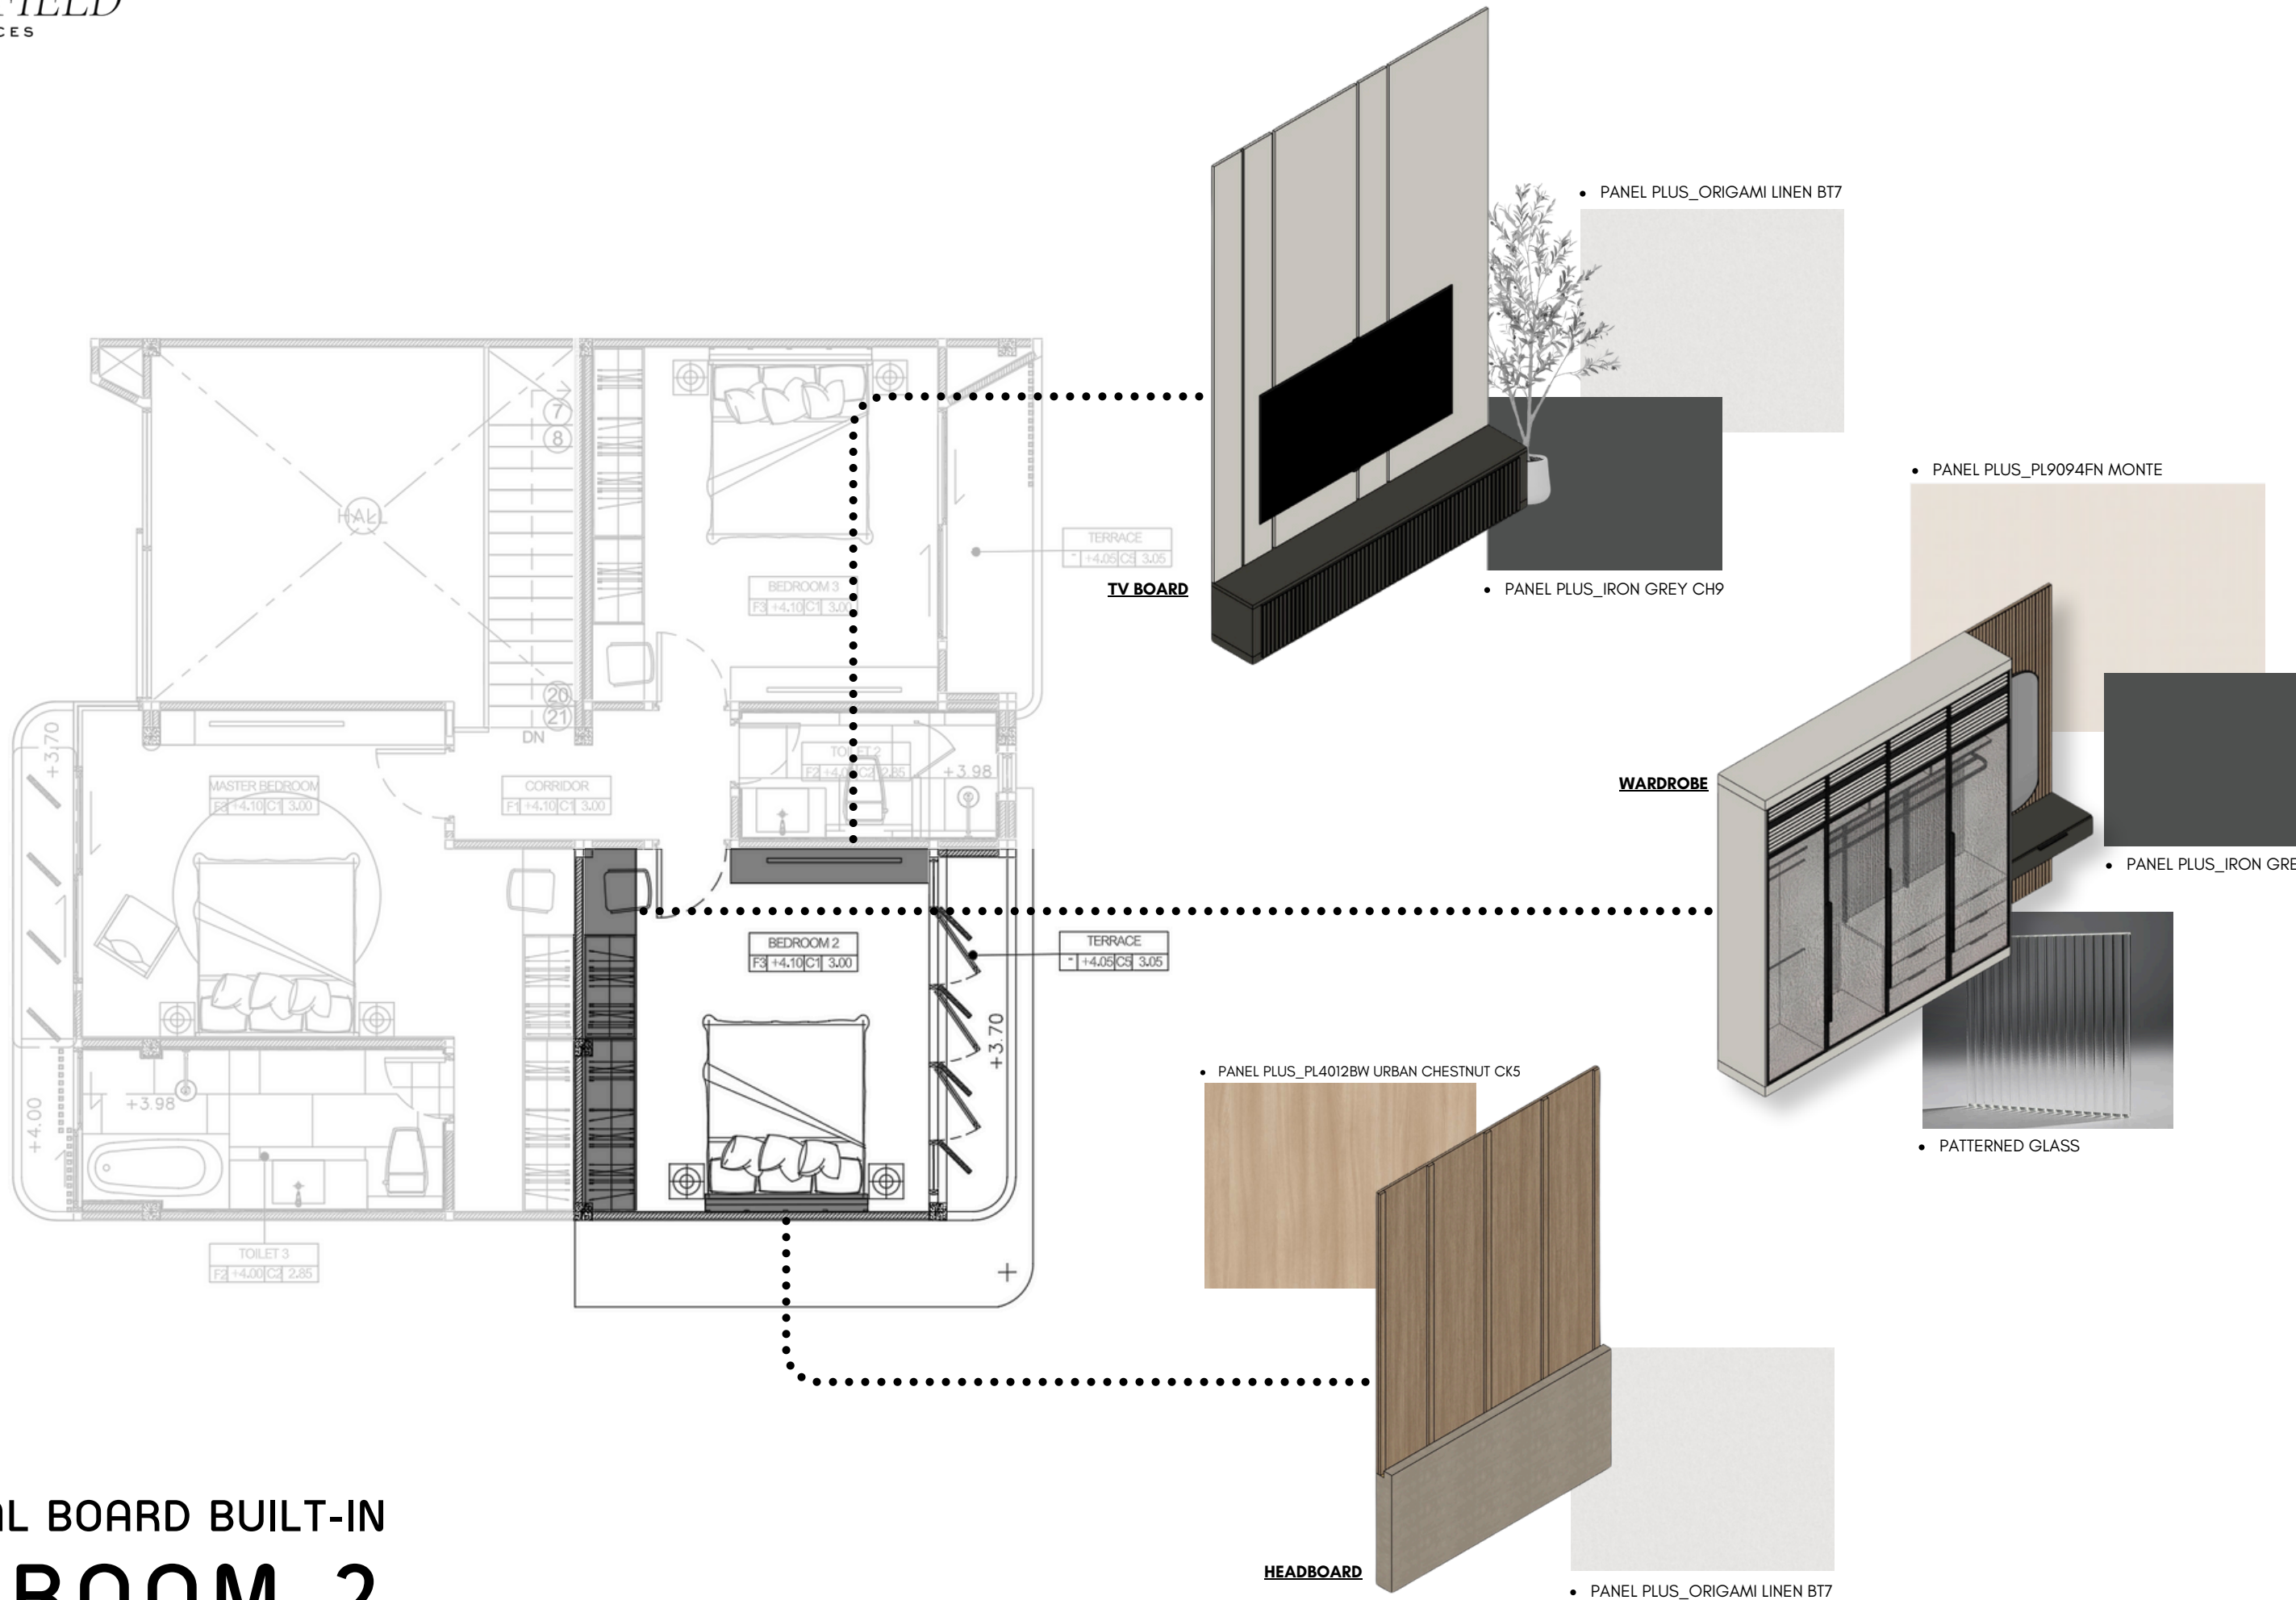 CES
PANEL PLUS_ORIGAMI LINEN BT7
PANEL PLUS_IRON GREY CH9
TV BOARD
PANEL PLUS_PL9094FN MONTE
WARDROBE
PANEL PLUS_IRON GRE
PATTERNED GLASS
PANEL PLUS_PL4012BW URBAN CHESTNUT CK5
HEADBOARD
PANEL PLUS_ORIGAMI LINEN BT7
HALL
7
8
20
21
DN
BEDROOM 3
F3 +4.10 C1 3.00
TERRACE
- +4.05 C5 3.05
+3.70
MASTER BEDROOM
F3 +4.10 C1 3.00
CORRIDOR
F1 +4.10 C1 3.00
TOILET 2
+3.98
BEDROOM 2
F3 +4.10 C1 3.00
TERRACE
- +4.05 C5 3.05
+3.70
+4.00
+3.98
TOILET 3
F2 +4.00 C2 2.85
AL BOARD BUILT-IN
ROOM 2